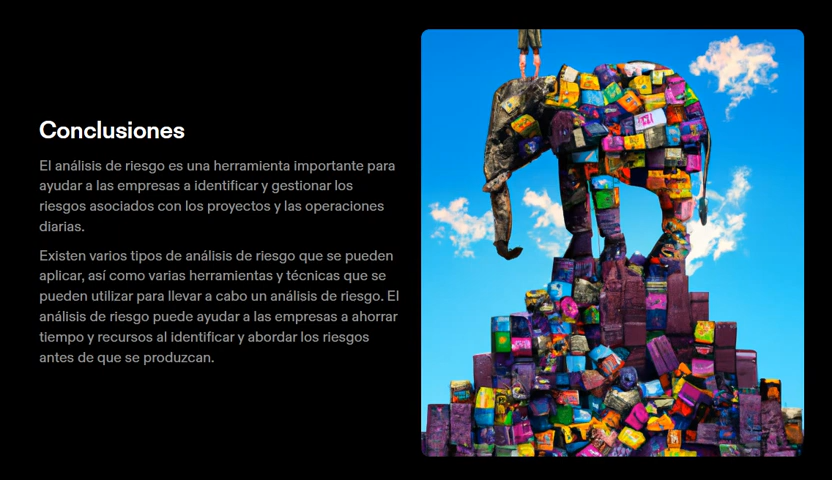 Conclusiones
El análisis de riesgo es una herramienta importante para
ayudar a las empresas a identificar y gestionar los
riesgos asociados con los proyectos y las operaciones
diarias.
Existen varios tipos de análisis de riesgo que se pueden
aplicar, así como varias herramientas y técnicas que se
pueden utilizar para llevar a cabo un análisis de riesgo. El
análisis de riesgo puede ayudar a las empresas a ahorrar
tiempo y recursos al identificar y abordar los riesgos
antes de que se produzcan.